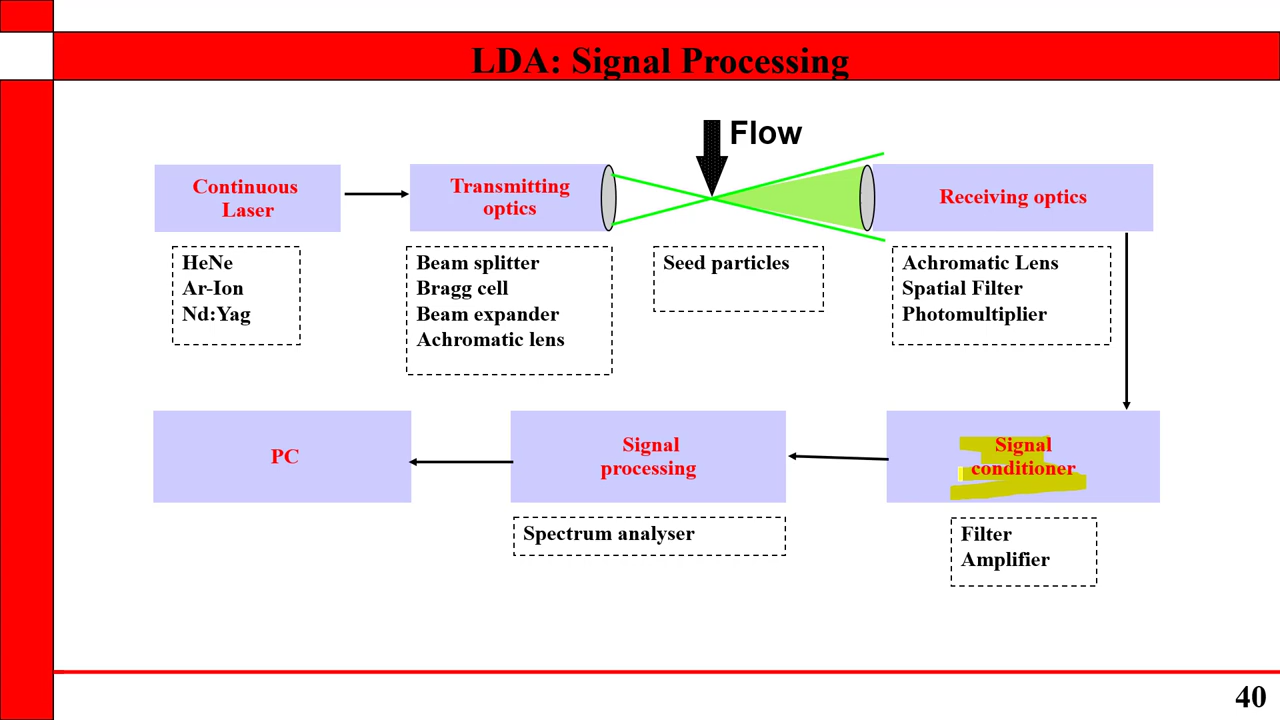 LDA: Signal Processing
Flow
Continuous
Laser
Transmitting
optics
Receiving optics
HeNe
Ar-Ion
Nd:Yag
Beam splitter
Bragg cell
Beam expander
Achromatic lens
Seed particles
Achromatic Lens
Spatial Filter
Photomultiplier
PC
Signal
processing
Signal
conditioner
Spectrum analyser
Filter
Amplifier
40